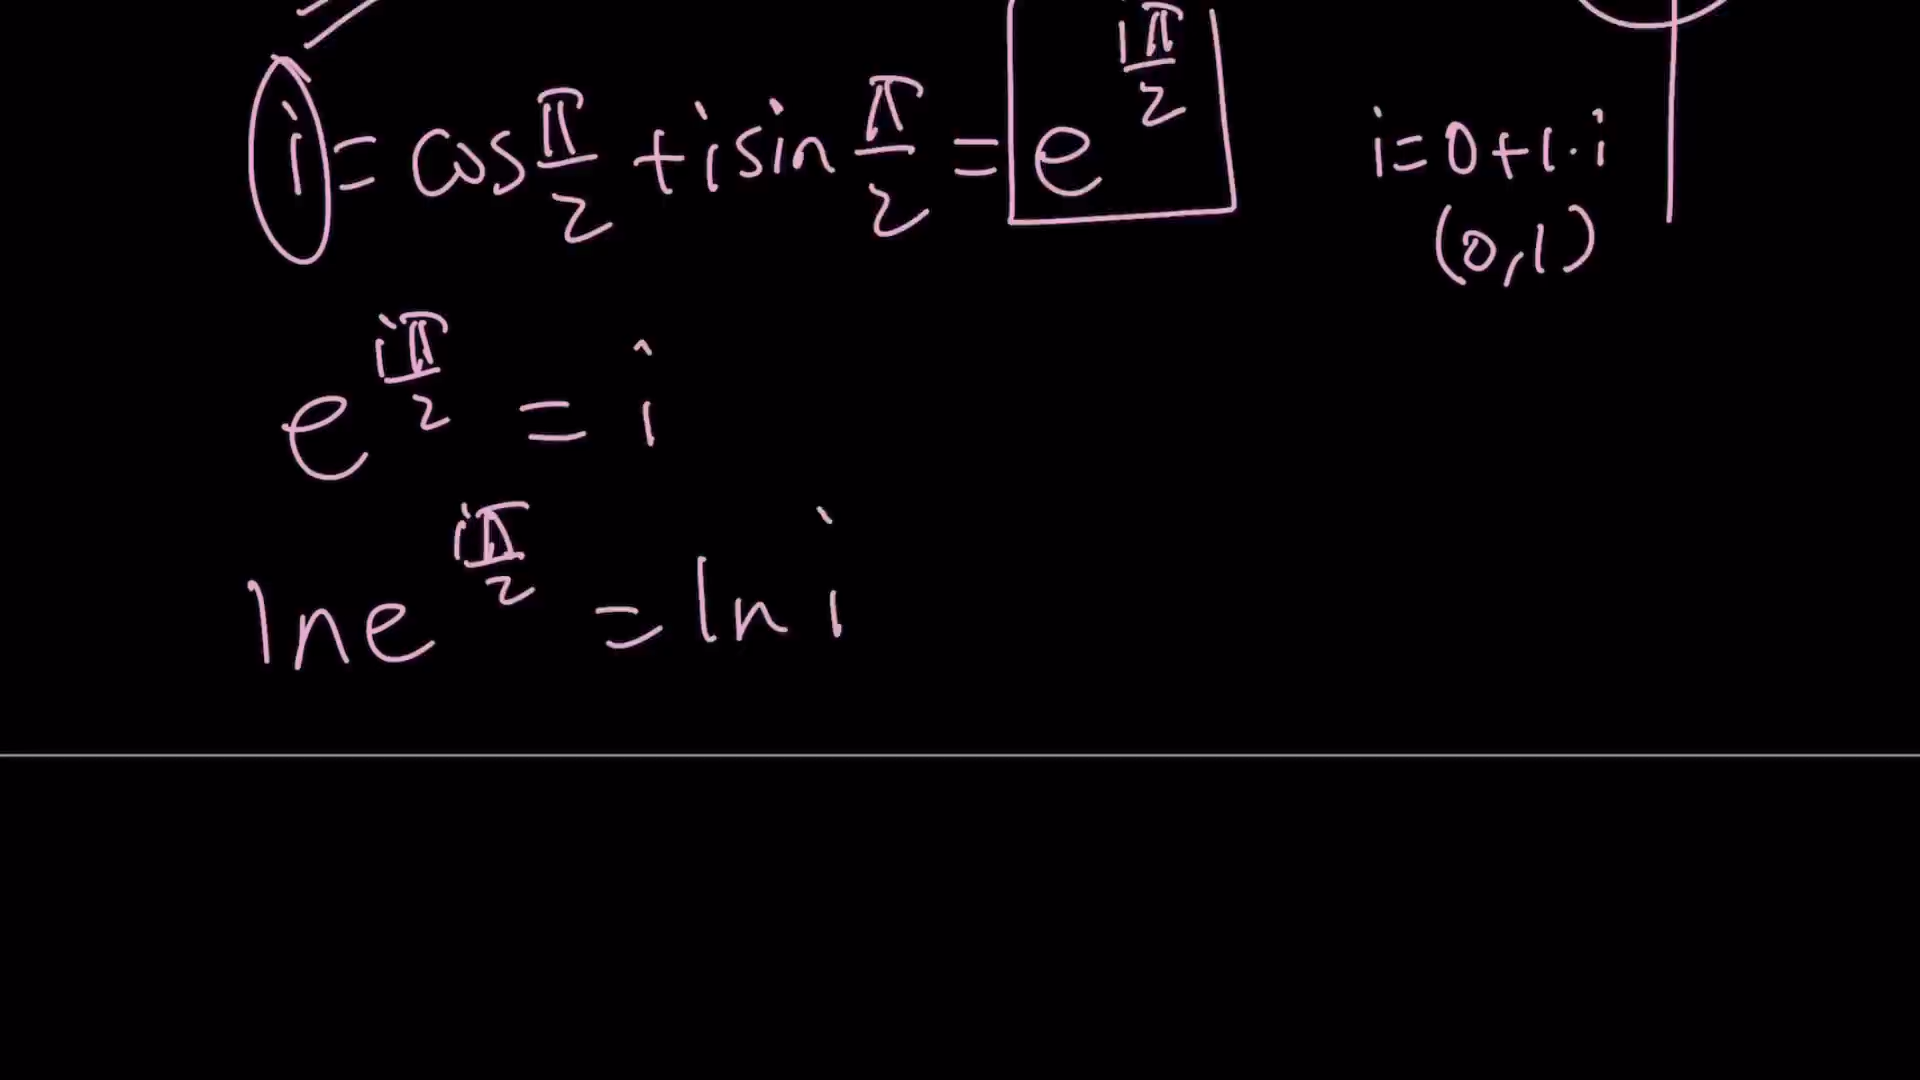 i = cos π/2 + i sin π/2 = e^(iπ/2)
i = 0 + 1 · i
(0,1)
e^(iπ/2) = i
ln e^(iπ/2) = ln i